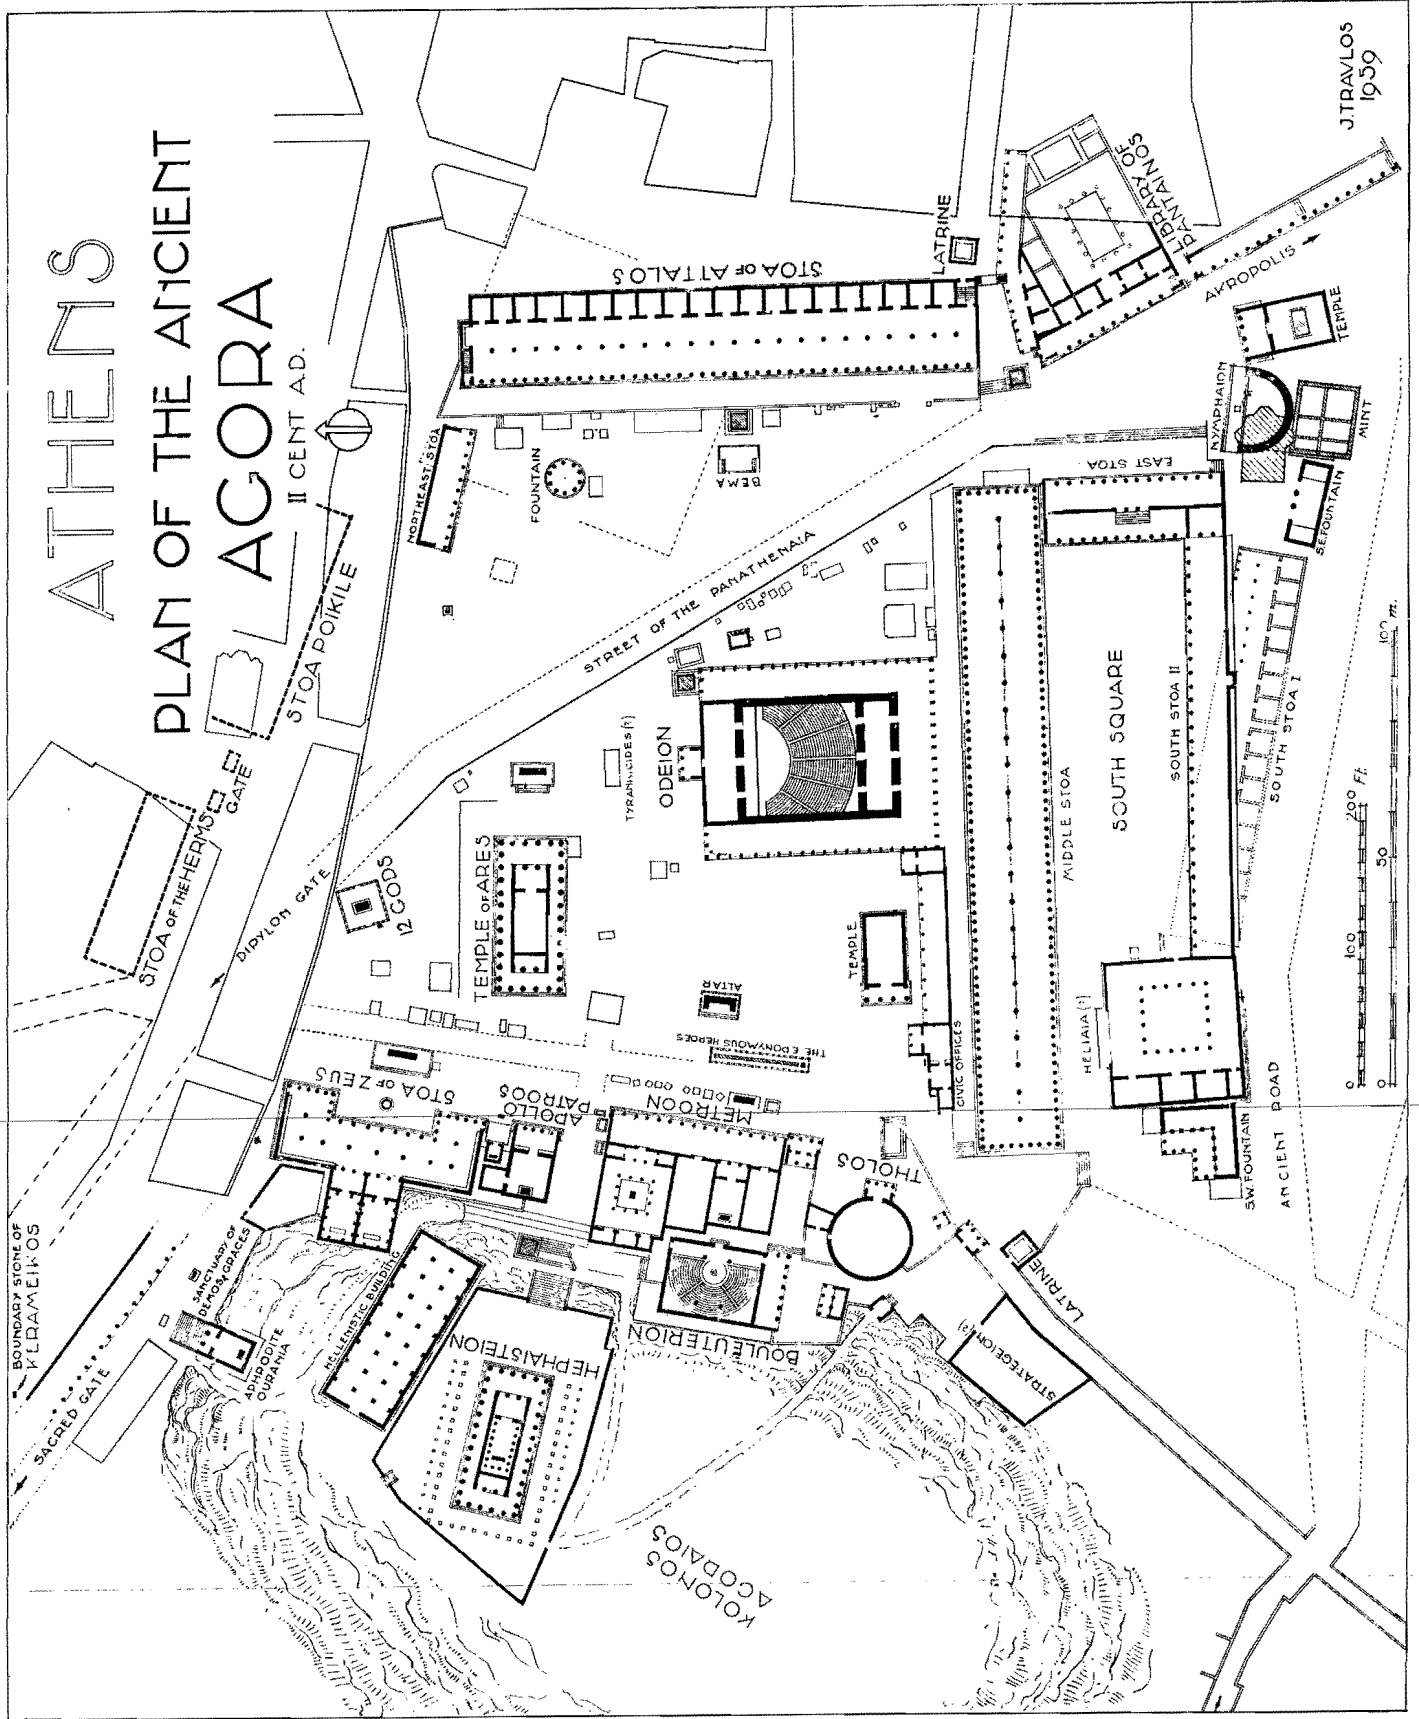 ATHENS
PLAN OF THE ANCIENT
AGORA
II CENT A.D.
J. TRAVLOS
1959
STOA POIKILE
GATE
STOA OF THE HERMS
DIPYLON GATE
12 GODS
BOUNDARY STONE OF
KERAMEIKOS
SACRED GATE
SANCTUARY OF
DEMOS & GRACES
APHRODITE
OURANIA
HELLENISTIC BUILDING
HEPHAISTEION
KOLONOS
AGORAIOS
STOA OF ZEUS
APOLLO
PATROOS
METROON
BOULEUTERION
THOLOS
STRATEGEION (?)
LATRINE
THE EPONYMOUS HEROES
ALTAR
TEMPLE OF ARES
TYRANNICIDES (?)
ODEION
TEMPLE
CIVIC OFFICES
MIDDLE STOA
SOUTH SQUARE
SOUTH STOA II
SOUTH STOA I
HELIAIA (?)
S.W. FOUNTAIN
ANCIENT ROAD
STREET OF THE PANATHENAIA
NORTHEAST STOA
FOUNTAIN
BEMA
STOA OF ATTALOS
LATRINE
LIBRARY OF
PANTAINOS
AKROPOLIS
EAST STOA
NYMPHAION
TEMPLE
MINT
S.E. FOUNTAIN
0 100 200 Ft.
0 50 100 m.